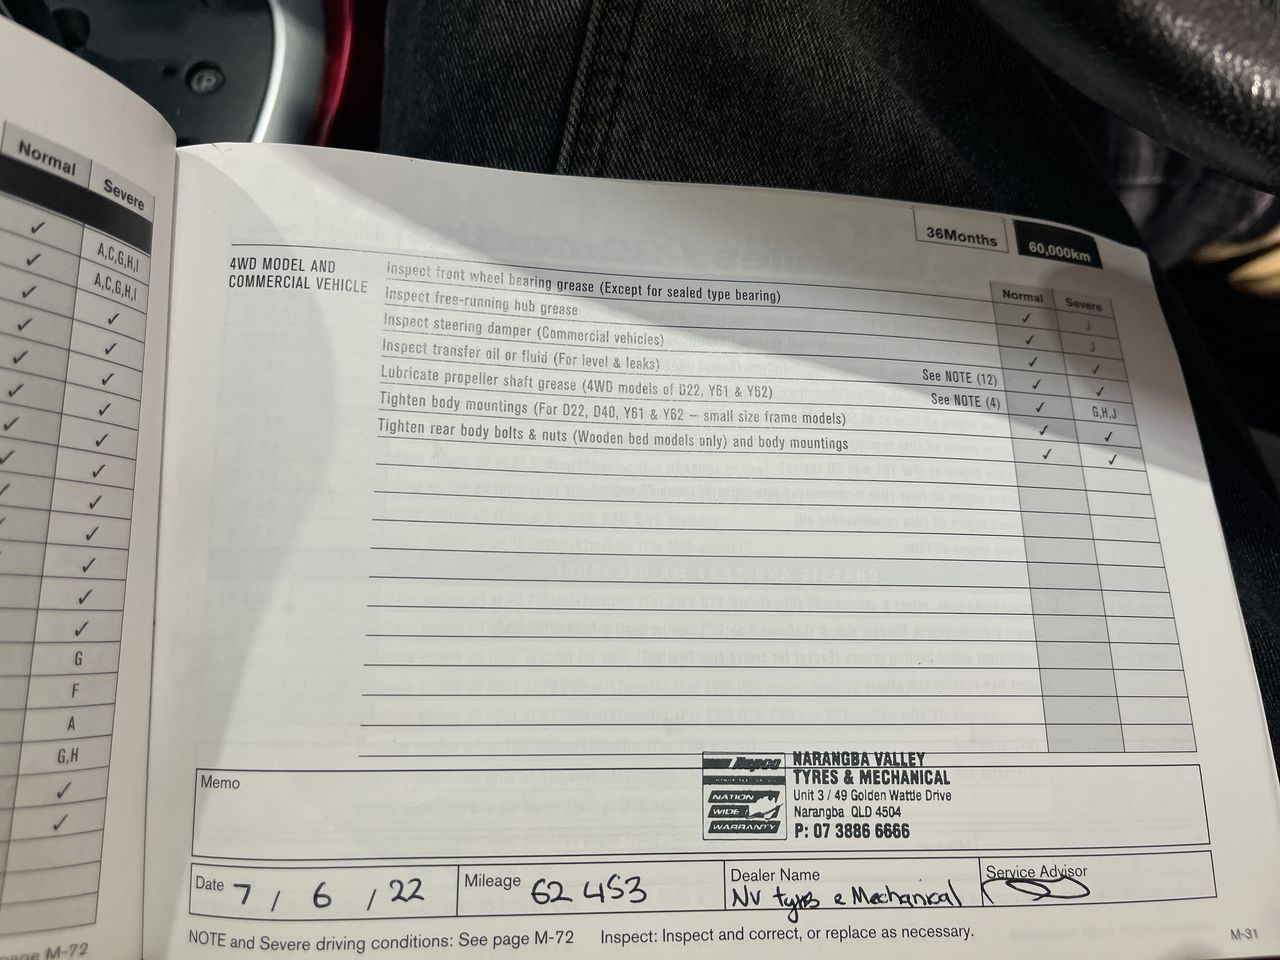 Normal Severe
✓ A,C,G,H,I
✓ A,C,G,H,I
✓ ✓
✓ ✓
✓ ✓
✓ ✓
✓ ✓
✓ ✓
✓ ✓
✓ ✓
✓
✓
✓
G
F
A
G,H
✓
✓
M-72
36Months 60,000km
Normal Severe
4WD MODEL AND
COMMERCIAL VEHICLE
Inspect front wheel bearing grease (Except for sealed type bearing) ✓ J
Inspect free-running hub grease ✓ J
Inspect steering damper (Commercial vehicles) ✓ ✓
Inspect transfer oil or fluid (For level & leaks) See NOTE (12) ✓ ✓
Lubricate propeller shaft grease (4WD models of D22, Y61 & Y62) See NOTE (4) ✓ G,H,J
Tighten body mountings (For D22, D40, Y61 & Y62 – small size frame models) ✓ ✓
Tighten rear body bolts & nuts (Wooden bed models only) and body mountings ✓ ✓
Memo
Repco
NATION
WIDE
WARRANTY
NARANGBA VALLEY
TYRES & MECHANICAL
Unit 3 / 49 Golden Wattle Drive
Narangba QLD 4504
P: 07 3886 6666
Date 7 / 6 / 22
Mileage 62 453
Dealer Name
NV tyres & Mechanical
Service Advisor
NOTE and Severe driving conditions: See page M-72 Inspect: Inspect and correct, or replace as necessary.
M-31